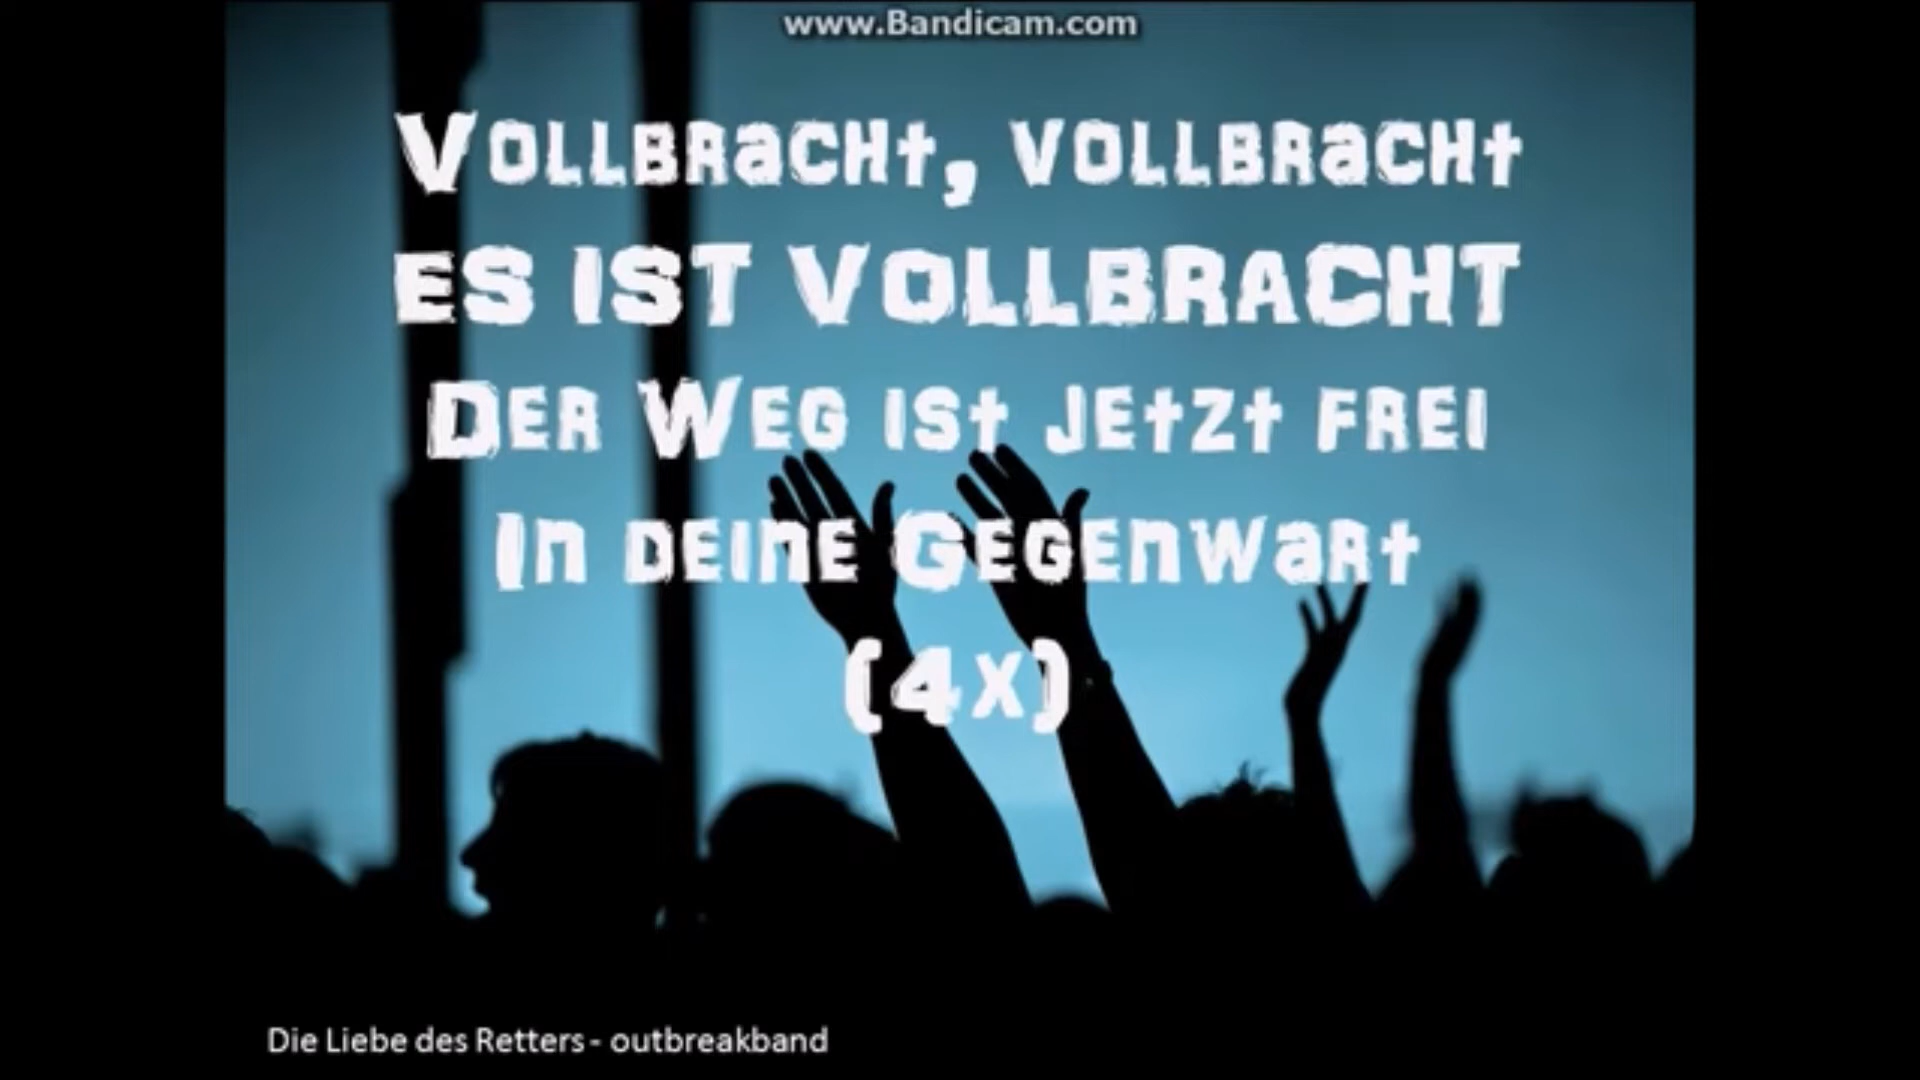 www.Bandicam.com
Vollbracht, vollbracht
ES IST VOLLBRACHT
Der Weg ist jetzt frei
In deine Gegenwart
(4x)
Die Liebe des Retters - outbreakband